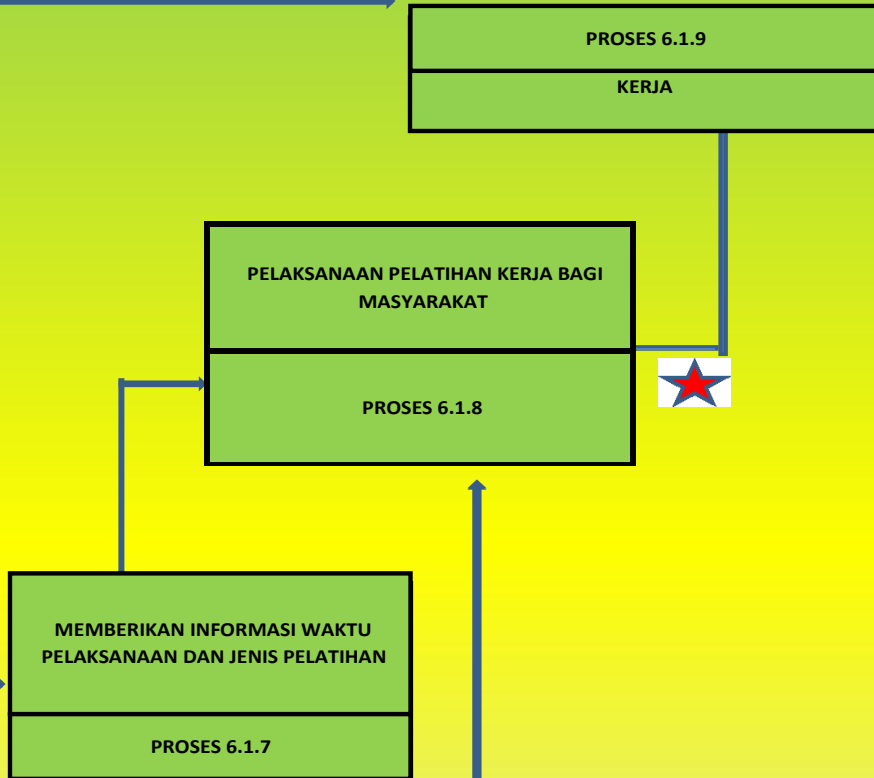 PROSES 6.1.9
KERJA
PELAKSANAAN PELATIHAN KERJA BAGI
MASYARAKAT
PROSES 6.1.8
MEMBERIKAN INFORMASI WAKTU
PELAKSANAAN DAN JENIS PELATIHAN
PROSES 6.1.7